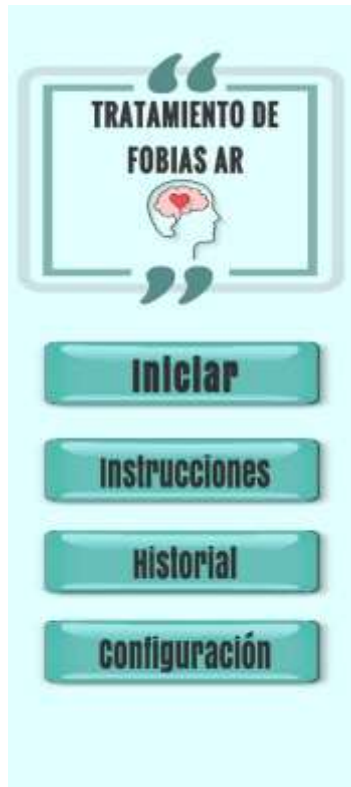 TRATAMIENTO DE
FOBIAS AR
Iniciar
Instrucciones
Historial
Configuración